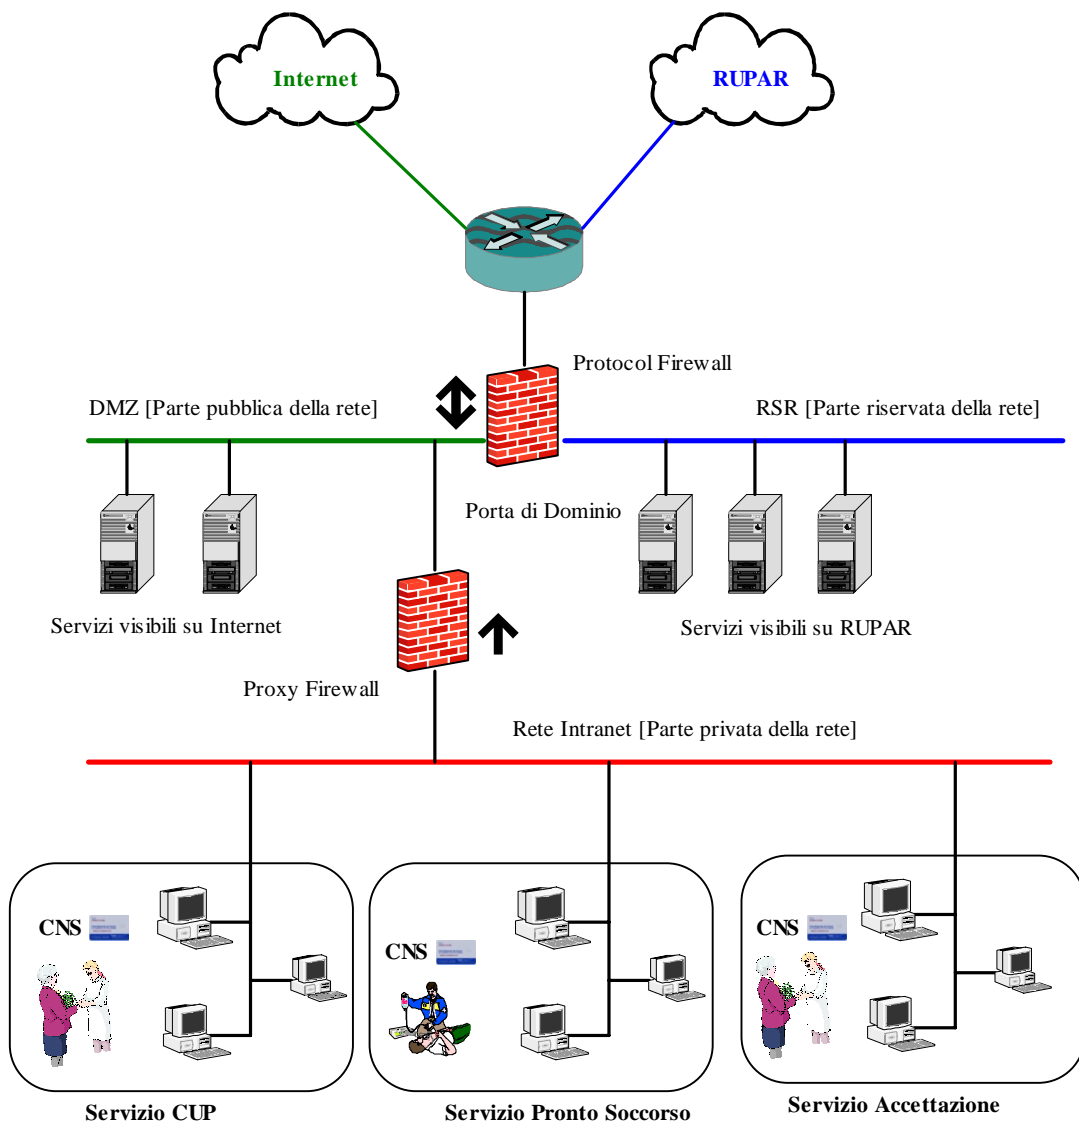 Internet
RUPAR
Protocol Firewall
DMZ [Parte pubblica della rete]
RSR [Parte riservata della rete]
Porta di Dominio
Servizi visibili su Internet
Servizi visibili su RUPAR
Proxy Firewall
Rete Intranet [Parte privata della rete]
CNS
CNS
CNS
Servizio CUP
Servizio Pronto Soccorso
Servizio Accettazione